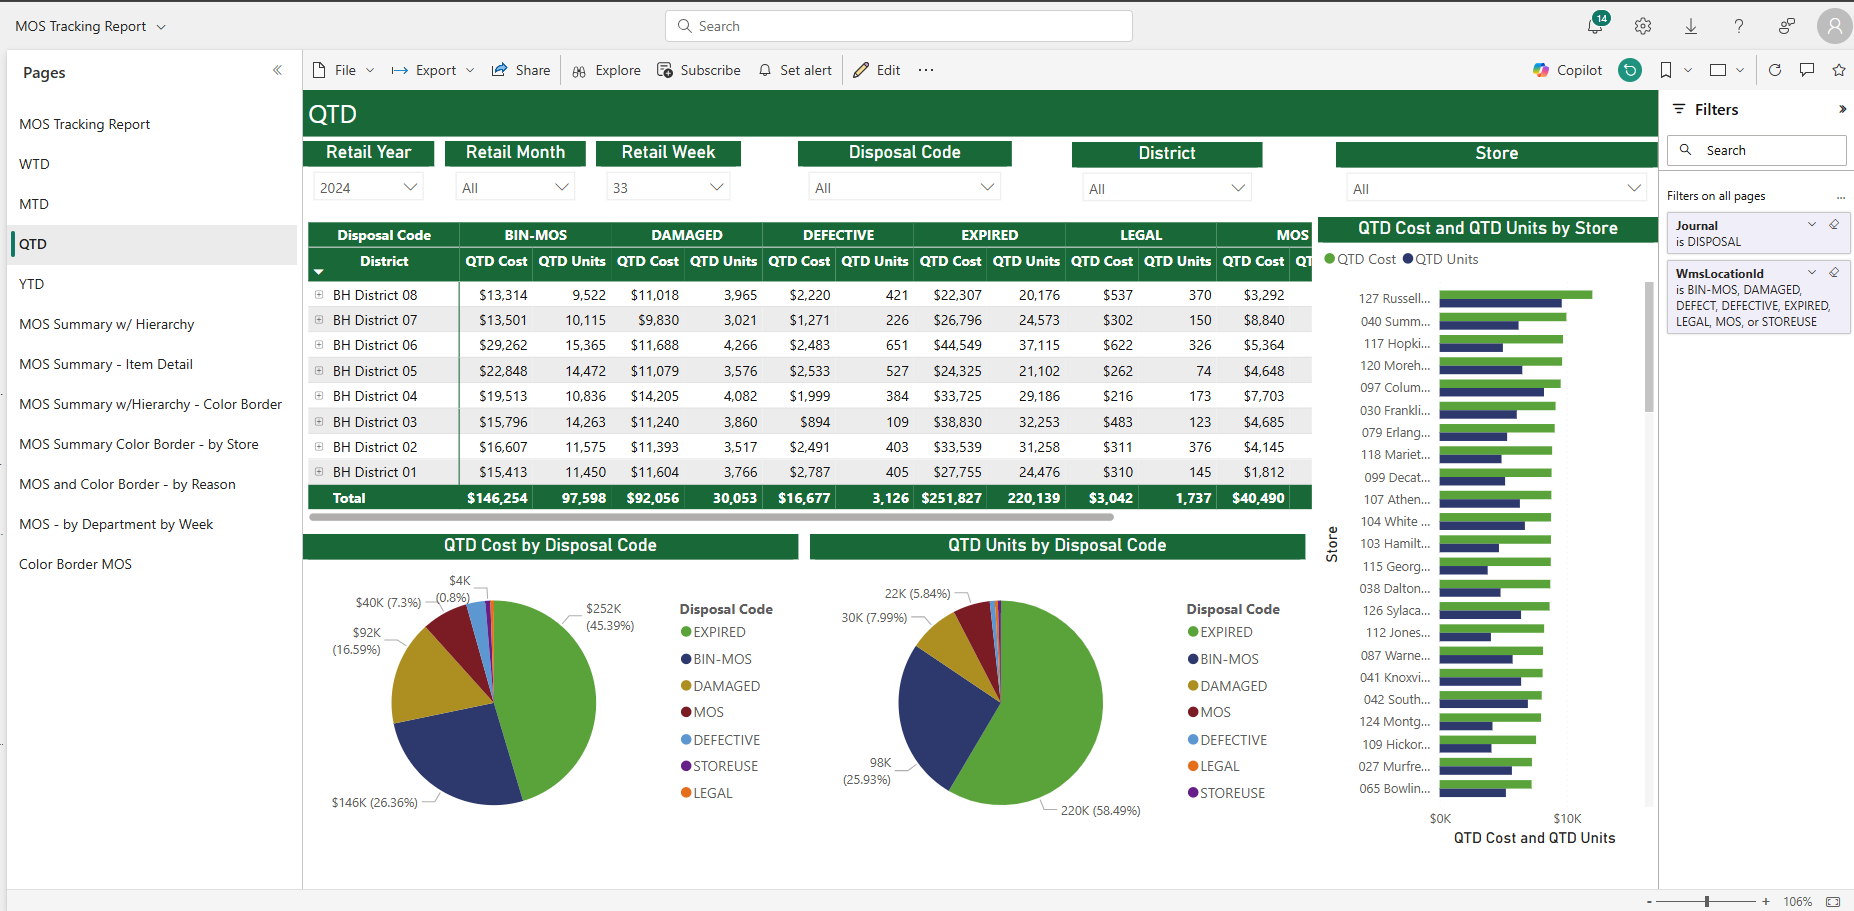 MOS Tracking Report
Search
14
Pages
MOS Tracking Report
WTD
MTD
QTD
YTD
MOS Summary w/ Hierarchy
MOS Summary - Item Detail
MOS Summary w/Hierarchy - Color Border
MOS Summary Color Border - by Store
MOS and Color Border - by Reason
MOS - by Department by Week
Color Border MOS
File Export Share Explore Subscribe Set alert Edit ... Copilot
QTD
Retail Year Retail Month Retail Week Disposal Code District Store
2024 All 33 All All All
Disposal Code BIN-MOS DAMAGED DEFECTIVE EXPIRED LEGAL MOS
District QTD Cost QTD Units QTD Cost QTD Units QTD Cost QTD Units QTD Cost QTD Units QTD Cost QTD Units QTD Cost QT
BH District 08 $13,314 9,522 $11,018 3,965 $2,220 421 $22,307 20,176 $537 370 $3,292
BH District 07 $13,501 10,115 $9,830 3,021 $1,271 226 $26,796 24,573 $302 150 $8,840
BH District 06 $29,262 15,365 $11,688 4,266 $2,483 651 $44,549 37,115 $622 326 $5,364
BH District 05 $22,848 14,472 $11,079 3,576 $2,533 527 $24,325 21,102 $262 74 $4,648
BH District 04 $19,513 10,836 $14,205 4,082 $1,999 384 $33,725 29,186 $216 173 $7,703
BH District 03 $15,796 14,263 $11,240 3,860 $894 109 $38,830 32,253 $483 123 $4,685
BH District 02 $16,607 11,575 $11,393 3,517 $2,491 403 $33,539 31,258 $311 376 $4,145
BH District 01 $15,413 11,450 $11,604 3,766 $2,787 405 $27,755 24,476 $310 145 $1,812
Total $146,254 97,598 $92,056 30,053 $16,677 3,126 $251,827 220,139 $3,042 1,737 $40,490
QTD Cost by Disposal Code
$4K
(0.8%)
$40K (7.3%)
$92K
(16.59%)
$252K
(45.39%)
$146K (26.36%)
Disposal Code
EXPIRED
BIN-MOS
DAMAGED
MOS
DEFECTIVE
STOREUSE
LEGAL
QTD Units by Disposal Code
22K (5.84%)
30K (7.99%)
98K
(25.93%)
220K (58.49%)
Disposal Code
EXPIRED
BIN-MOS
DAMAGED
MOS
DEFECTIVE
LEGAL
STOREUSE
QTD Cost and QTD Units by Store
QTD Cost QTD Units
Store
127 Russell...
040 Summ...
117 Hopki...
120 Moreh...
097 Colum...
030 Frankli...
079 Erlang...
118 Mariet...
099 Decat...
107 Athen...
104 White ...
103 Hamilt...
115 Georg...
038 Dalton...
126 Sylaca...
112 Jones...
087 Warne...
041 Knoxvi...
042 South...
124 Montg...
109 Hickor...
027 Murfre...
065 Bowlin...
$0K $10K
QTD Cost and QTD Units
Filters
Search
Filters on all pages ...
Journal
is DISPOSAL
WmsLocationId
is BIN-MOS, DAMAGED,
DEFECT, DEFECTIVE, EXPIRED,
LEGAL, MOS, or STOREUSE
- + 106%